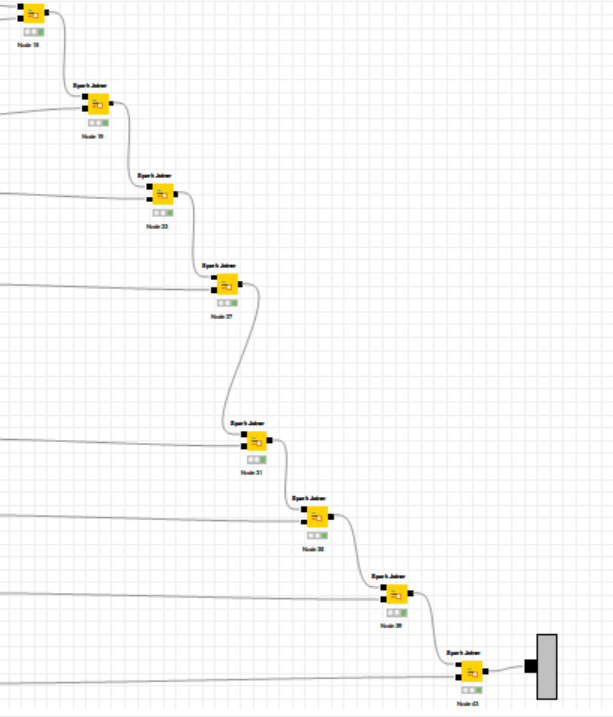 Node 15
Spark Joiner
Node 19
Spark Joiner
Node 23
Spark Joiner
Node 27
Spark Joiner
Node 31
Spark Joiner
Node 35
Spark Joiner
Node 39
Spark Joiner
Node 43